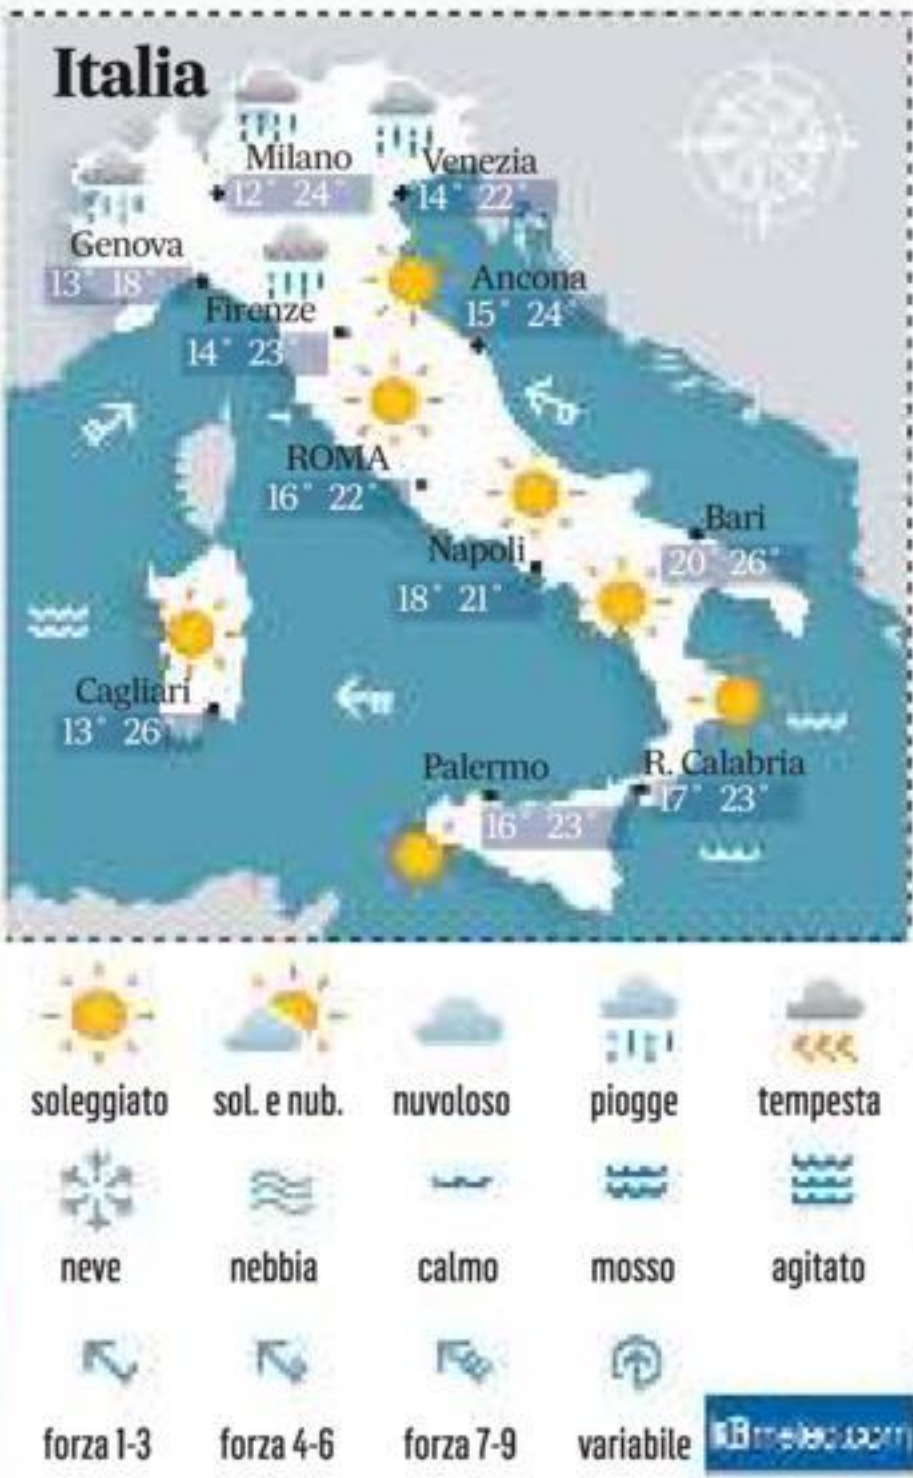 Italia
Milano
12° 24°
Venezia
14° 22°
Genova
13° 18°
Firenze
14° 23°
Ancona
15° 24°
ROMA
16° 22°
Bari
20° 26°
Napoli
18° 21°
Cagliari
13° 26°
Palermo
16° 23°
R. Calabria
17° 23°
soleggiato sol. e nub. nuvoloso piogge tempesta
neve nebbia calmo mosso agitato
forza 1-3 forza 4-6 forza 7-9 variabile